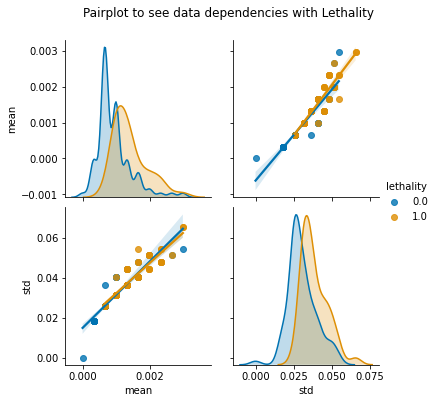 Pairplot to see data dependencies with Lethality
0.003
0.002
0.001
0.000
−0.001
mean
lethality
0.0
1.0
0.06
0.04
0.02
0.00
std
0.000 0.002
mean
0.000 0.025 0.050 0.075
std